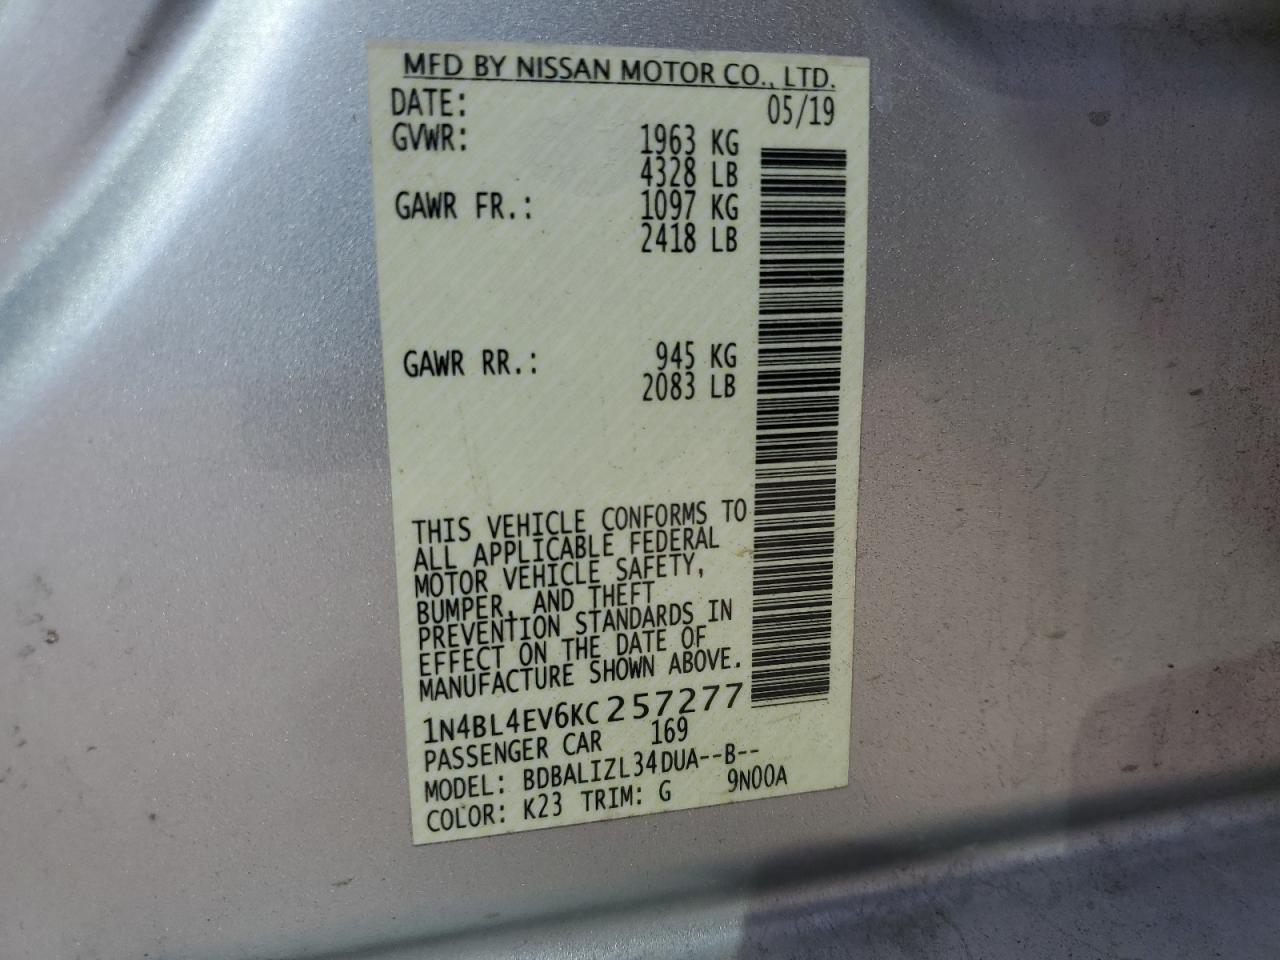 MFD BY NISSAN MOTOR CO., LTD.
DATE: 05/19
GVWR: 1963 KG
4328 LB
GAWR FR.: 1097 KG
2418 LB
GAWR RR.: 945 KG
2083 LB
THIS VEHICLE CONFORMS TO
ALL APPLICABLE FEDERAL
MOTOR VEHICLE SAFETY,
BUMPER, AND THEFT
PREVENTION STANDARDS IN
EFFECT ON THE DATE OF
MANUFACTURE SHOWN ABOVE.
1N4BL4EV6KC257277
PASSENGER CAR 169
MODEL: BDBALIZL34DUA--B--
COLOR: K23 TRIM: G 9N00A